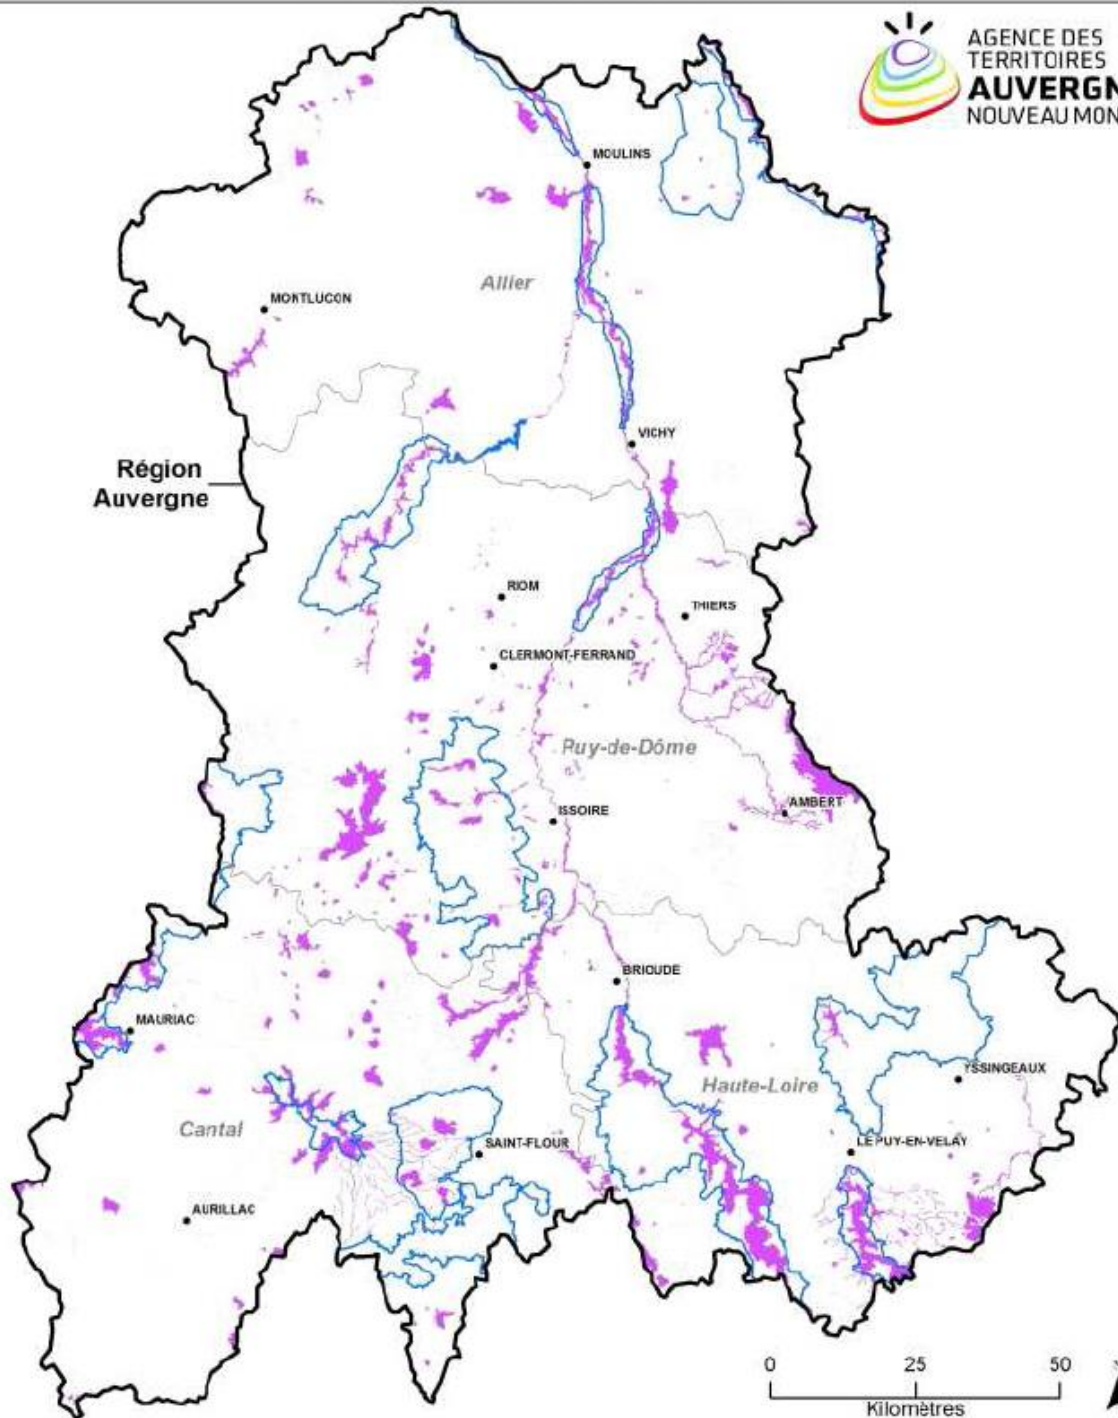 AGENCE DES
TERRITOIRES
AUVERGN
NOUVEAU MON
MOULINS
Allier
MONTLUCON
VICHY
Région
Auvergne
RIOM
THIERS
CLERMONT-FERRAND
Puy-de-Dôme
AMBERT
ISSOIRE
BRIOUDE
MAURIAC
YSSINGEAUX
Haute-Loire
Cantal
SAINT-FLOUR
LE PUY-EN-VELAY
AURILLAC
0 25 50
Kilomètres